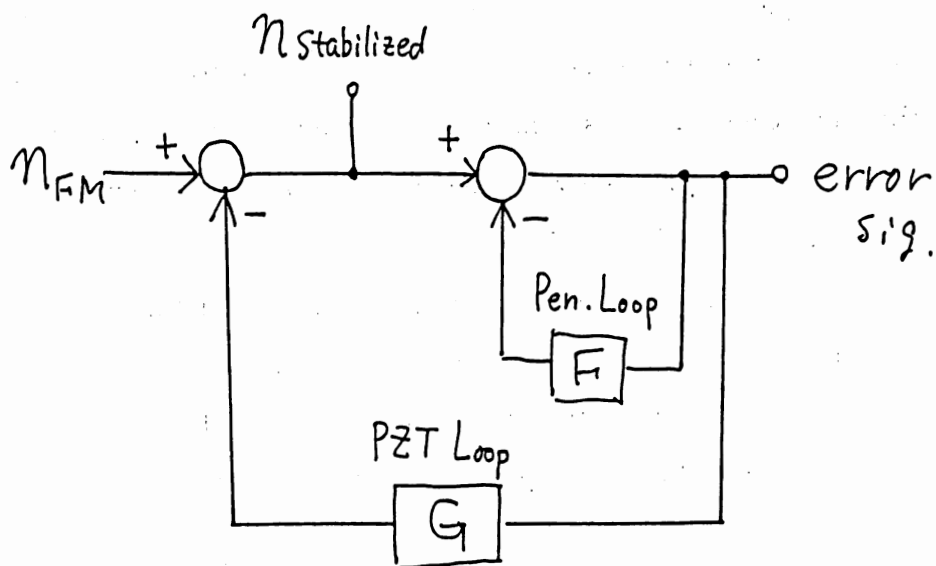 n stabilized
+
+
n FM
error
sig.
-
-
Pen. Loop
F
PZT Loop
G